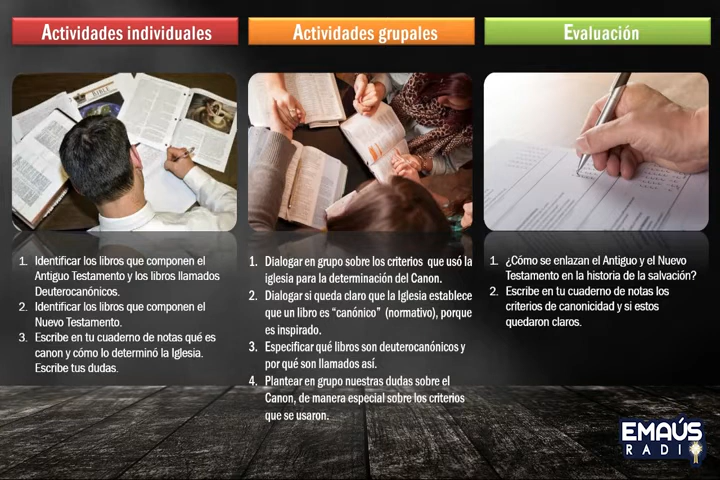 Actividades individuales
Actividades grupales
Evaluación
1. Identificar los libros que componen el
Antiguo Testamento y los libros llamados
Deuterocanónicos.
2. Identificar los libros que componen el
Nuevo Testamento.
3. Escribe en tu cuaderno de notas qué es
canon y cómo lo determinó la Iglesia.
Escribe tus dudas.
1. Dialogar en grupo sobre los criterios que usó la
iglesia para la determinación del Canon.
2. Dialogar si queda claro que la Iglesia establece
que un libro es “canónico” (normativo), porque
es inspirado.
3. Especificar qué libros son deuterocanónicos y
por qué son llamados así.
4. Plantear en grupo nuestras dudas sobre el
Canon, de manera especial sobre los criterios
que se usaron.
1. ¿Cómo se enlazan el Antiguo y el Nuevo
Testamento en la historia de la salvación?
2. Escribe en tu cuaderno de notas los
criterios de canonicidad y si estos
quedaron claros.
EMAÚS
RADIO